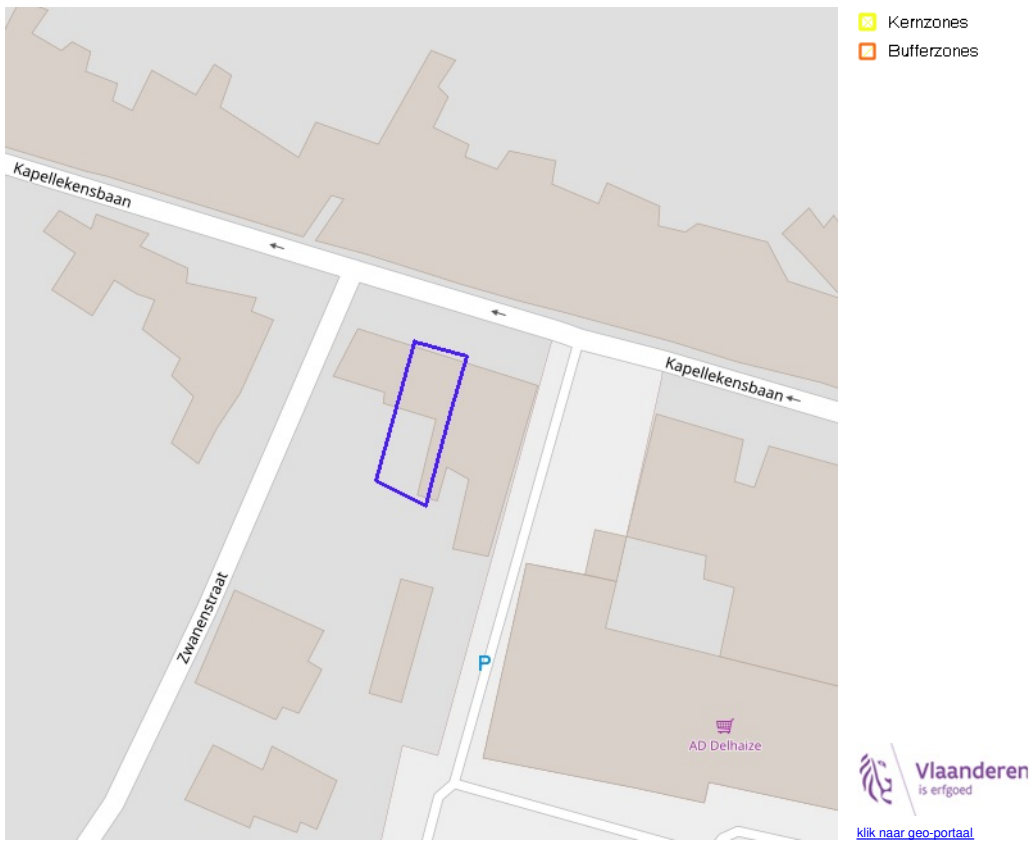 Kernzones
Bufferzones
Kapellekensbaan
Kapellekensbaan
Zwanenstraat
P
AD Delhaize
Vlaanderen
is erfgoed
klik naar geo-portaal